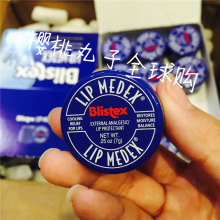 樱桃丸子全球购
Blistex
LIP MEDEX®
COOLING
RELIEF
FOR LIPS
Blistex
RESTORES
MOISTURE
BALANCE
EXTERNAL ANALGESIC/
LIP PROTECTANT
NET WT.
.25 oz (7g)
LIP MEDEX®